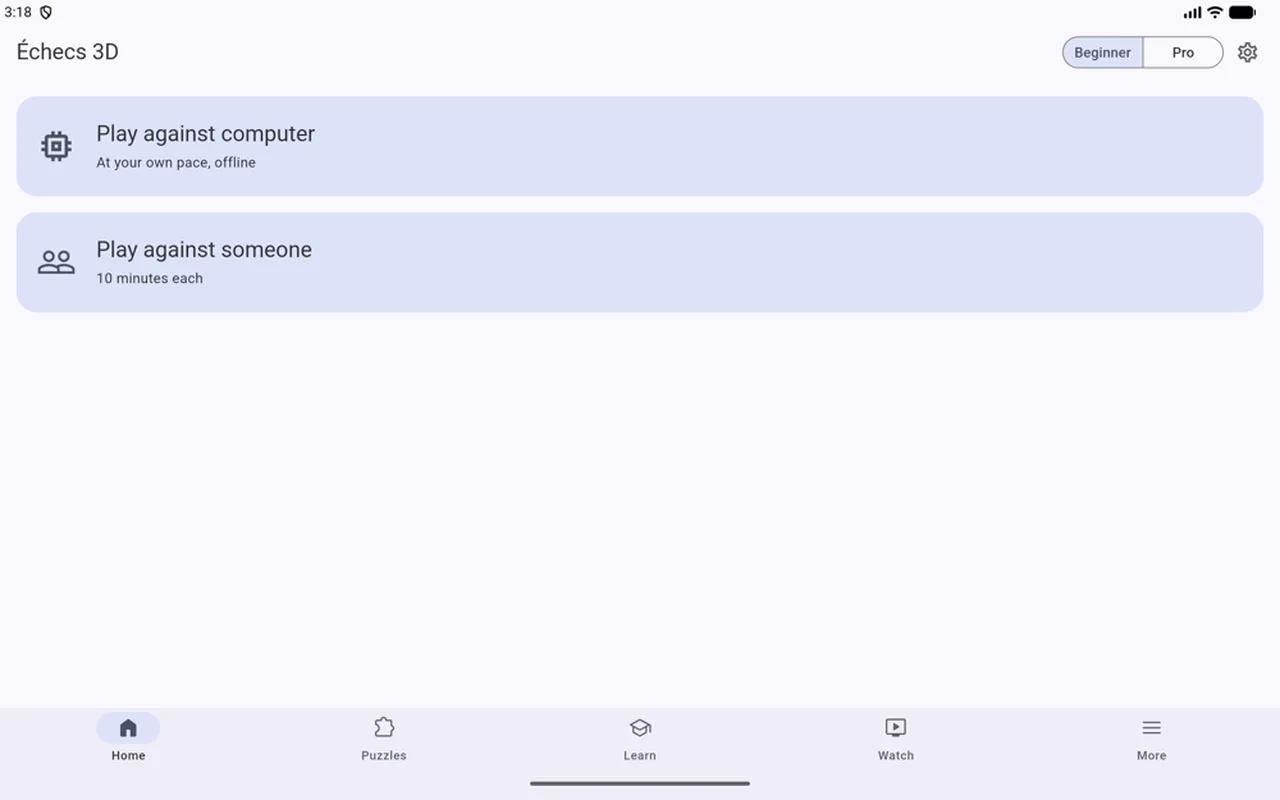 3:18
Échecs 3D
Beginner
Pro
Play against computer
At your own pace, offline
Play against someone
10 minutes each
Home
Puzzles
Learn
Watch
More